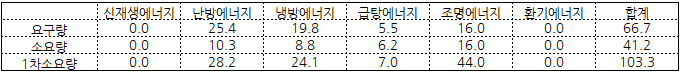 신재생에너지 난방에너지 냉방에너지 급탕에너지 조명에너지 환기에너지 합계
요구량 0.0 25.4 19.8 5.5 16.0 0.0 66.7
소요량 0.0 10.3 8.8 6.2 16.0 0.0 41.2
1차소요량 0.0 28.2 24.1 7.0 44.0 0.0 103.3